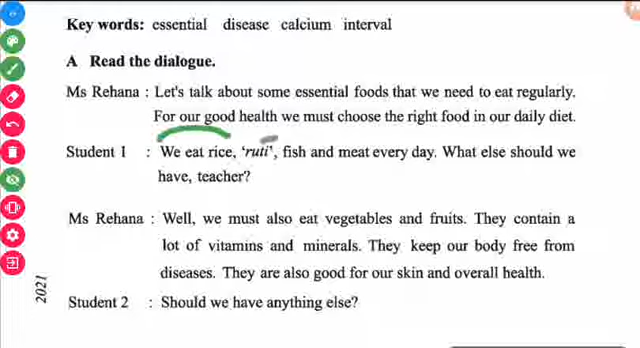 Key words: essential disease calcium interval
A Read the dialogue.
Ms Rehana : Let's talk about some essential foods that we need to eat regularly.
For our good health we must choose the right food in our daily diet.
Student 1 : We eat rice, 'ruti', fish and meat every day. What else should we
have, teacher?
Ms Rehana : Well, we must also eat vegetables and fruits. They contain a
lot of vitamins and minerals. They keep our body free from
diseases. They are also good for our skin and overall health.
2021
Student 2 : Should we have anything else?